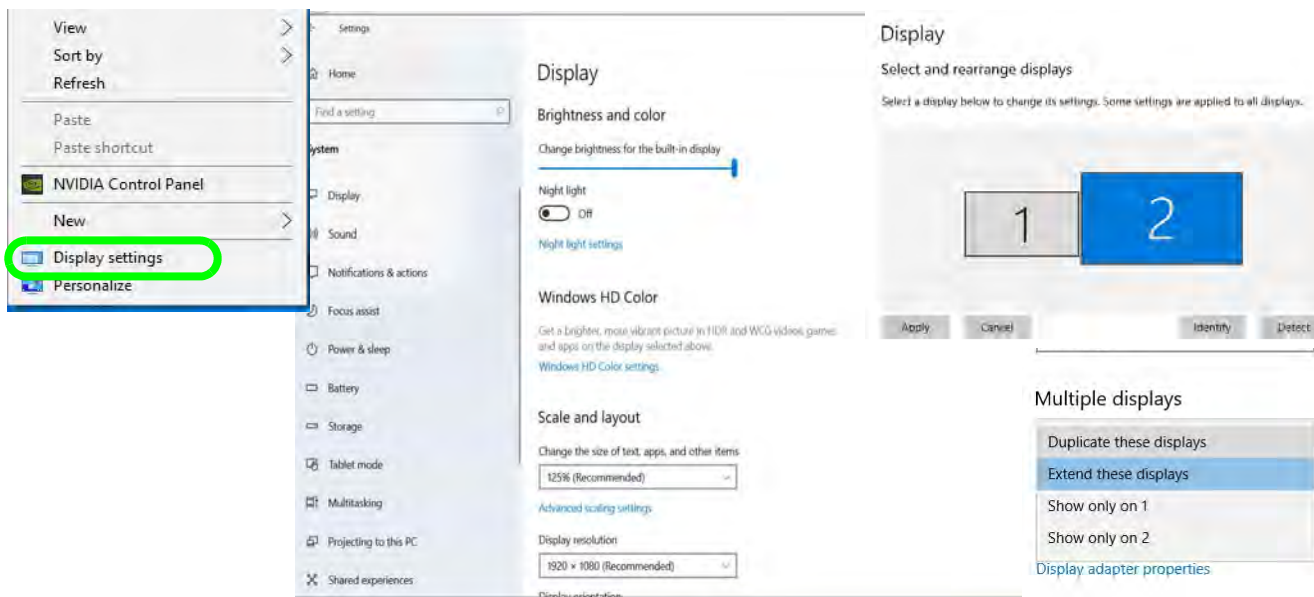 View
Sort by
Refresh
Paste
Paste shortcut
NVIDIA Control Panel
New
Display settings
Personalize
Settings
Home
Find a setting
System
Display
Sound
Notifications & actions
Focus assist
Power & sleep
Battery
Storage
Tablet mode
Multitasking
Projecting to this PC
Shared experiences
Display
Brightness and color
Change brightness for the built-in display
Night light
Off
Night light settings
Windows HD Color
Get a brighter, more vibrant picture in HDR and WCG videos, games
and apps on the display selected above.
Windows HD Color settings
Scale and layout
Change the size of text, apps, and other items
125% (Recommended)
Advanced scaling settings
Display resolution
1920 × 1080 (Recommended)
Display orientation
Display
Select and rearrange displays
Select a display below to change its settings. Some settings are applied to all displays.
1 2
Apply Cancel Identify Detect
Multiple displays
Duplicate these displays
Extend these displays
Show only on 1
Show only on 2
Display adapter properties